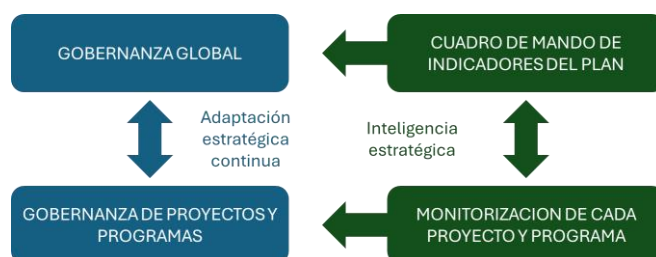 GOBERNANZA GLOBAL
CUADRO DE MANDO DE
INDICADORES DEL PLAN
Adaptación
estratégica
continua
Inteligencia
estratégica
GOBERNANZA DE PROYECTOS Y
PROGRAMAS
MONITORIZACION DE CADA
PROYECTO Y PROGRAMA